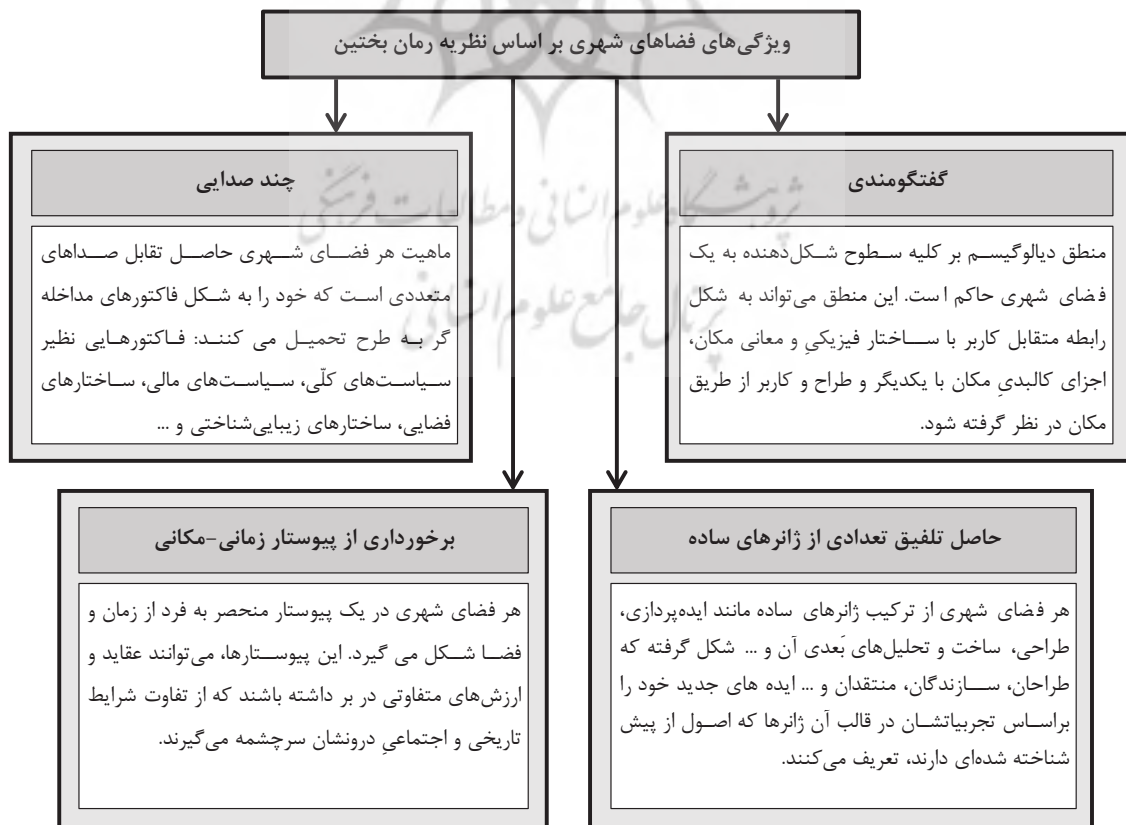 ویژگی‌های فضاهای شهری بر اساس نظریه رمان بختین
گفتگومندی
منطق دیالوگیسم بر کلیه سطوح شکل‌دهنده به یک
فضای شهری حاکم است. این منطق می‌تواند به شکل
رابطه متقابل کاربر با ساختار فیزیکیِ و معانی مکان،
اجزای کالبدیِ مکان با یکدیگر و طراح و کاربر از طریق
مکان در نظر گرفته شود.
چند صدایی
ماهیت هر فضای شهری حاصل تقابل صداهای
متعددی است که خود را به شکل فاکتورهای مداخله
گر به طرح تحمیل می کنند: فاکتورهایی نظیر
سیاست‌های کلّی، سیاست‌های مالی، ساختارهای
فضایی، ساختارهای زیبایی‌شناختی و ...
حاصل تلفیق تعدادی از ژانرهای ساده
هر فضای شهری از ترکیب ژانرهای ساده مانند ایده‌پردازی،
طراحی، ساخت و تحلیل‌های بَعدی آن و ... شکل گرفته که
طراحان، سازندگان، منتقدان و ... ایده های جدید خود را
براساس تجربیاتشان در قالب آن ژانرها که اصول از پیش
شناخته شده‌ای دارند، تعریف می‌کنند.
برخورداری از پیوستار زمانی-مکانی
هر فضای شهری در یک پیوستار منحصر به فرد از زمان و
فضا شکل می گیرد. این پیوستارها، می‌توانند عقاید و
ارزش‌های متفاوتی در بر داشته باشند که از تفاوت شرایط
تاریخی و اجتماعیِ درونشان سرچشمه می‌گیرند.
پژوهشگاه علوم انسانی و مطالعات فرهنگی
پرتال جامع علوم انسانی